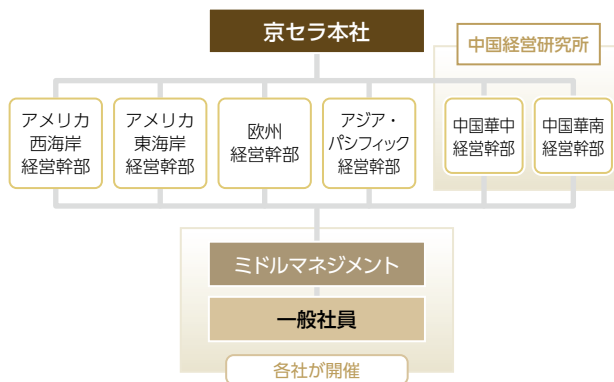 京セラ本社
中国経営研究所
アメリカ
西海岸
経営幹部
アメリカ
東海岸
経営幹部
欧州
経営幹部
アジア・
パシフィック
経営幹部
中国華中
経営幹部
中国華南
経営幹部
ミドルマネジメント
一般社員
各社が開催